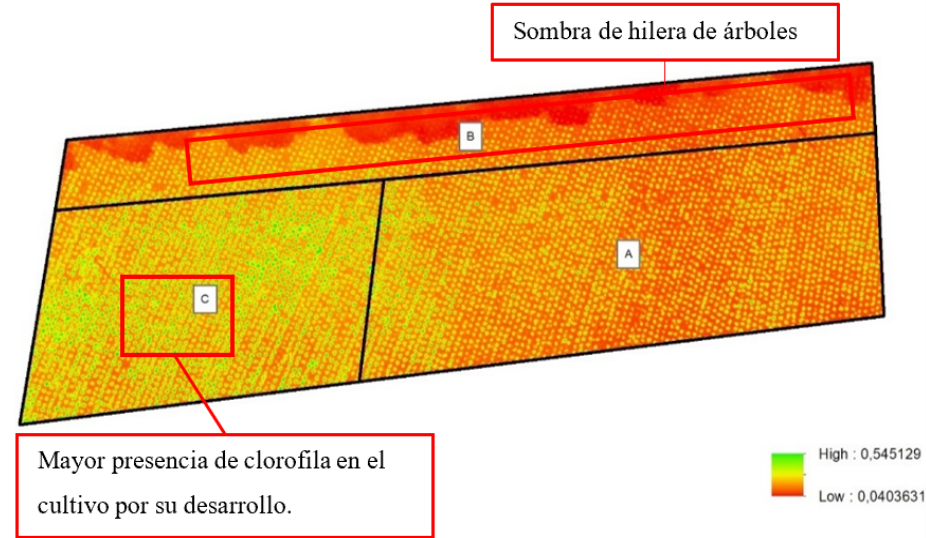 Sombra de hilera de árboles
B
A
C
Mayor presencia de clorofila en el
cultivo por su desarrollo.
High : 0,545129
Low : 0,0403631